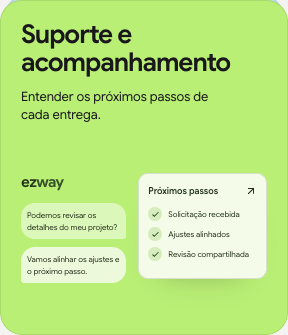 Suporte e
acompanhamento
Entender os próximos passos de
cada entrega.
ezway
Podemos revisar os
detalhes do meu projeto?
Vamos alinhar os ajustes e
o próximo passo.
Próximos passos
Solicitação recebida
Ajustes alinhados
Revisão compartilhada